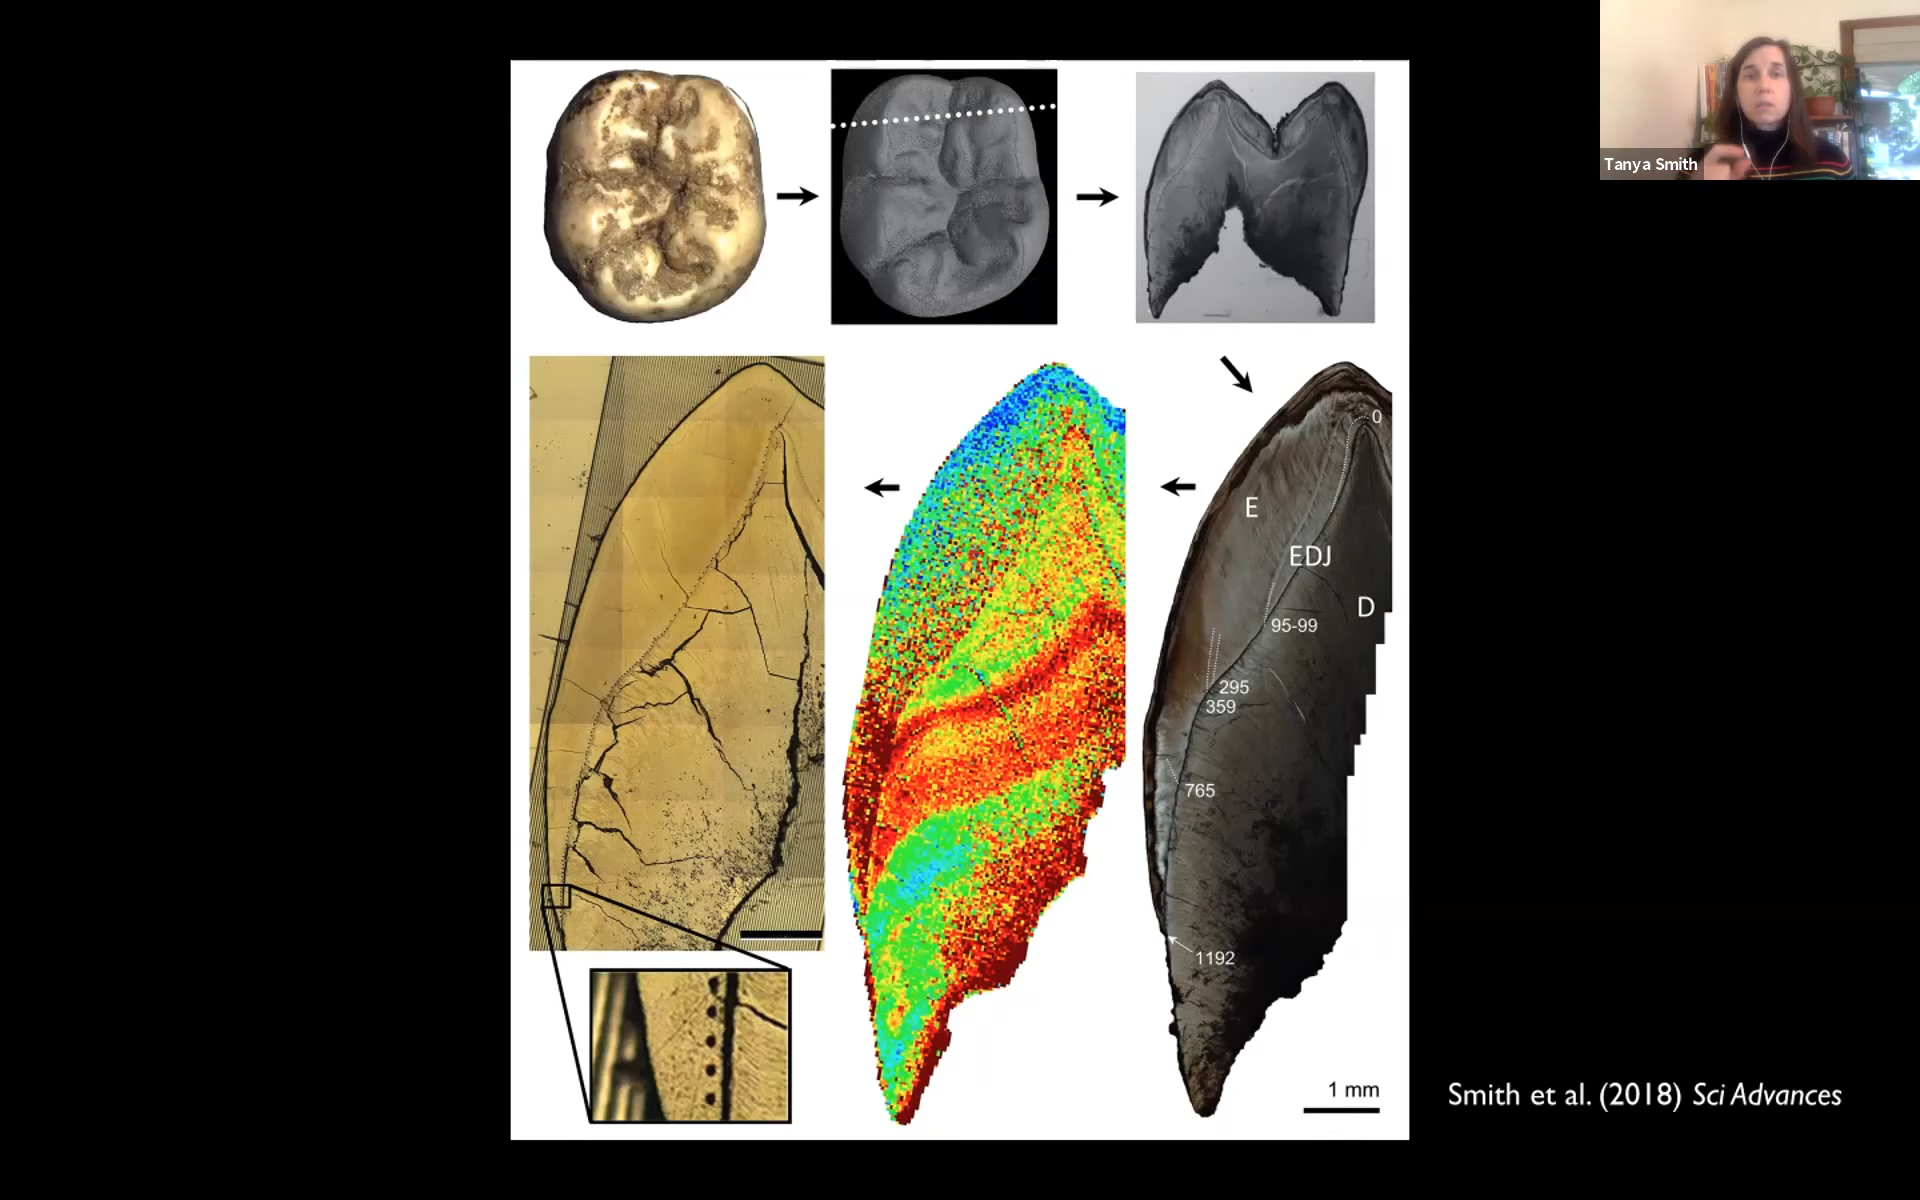 Tanya Smith
0
E
EDJ
D
95-99
295
359
765
1192
1 mm
Smith et al. (2018) Sci Advances